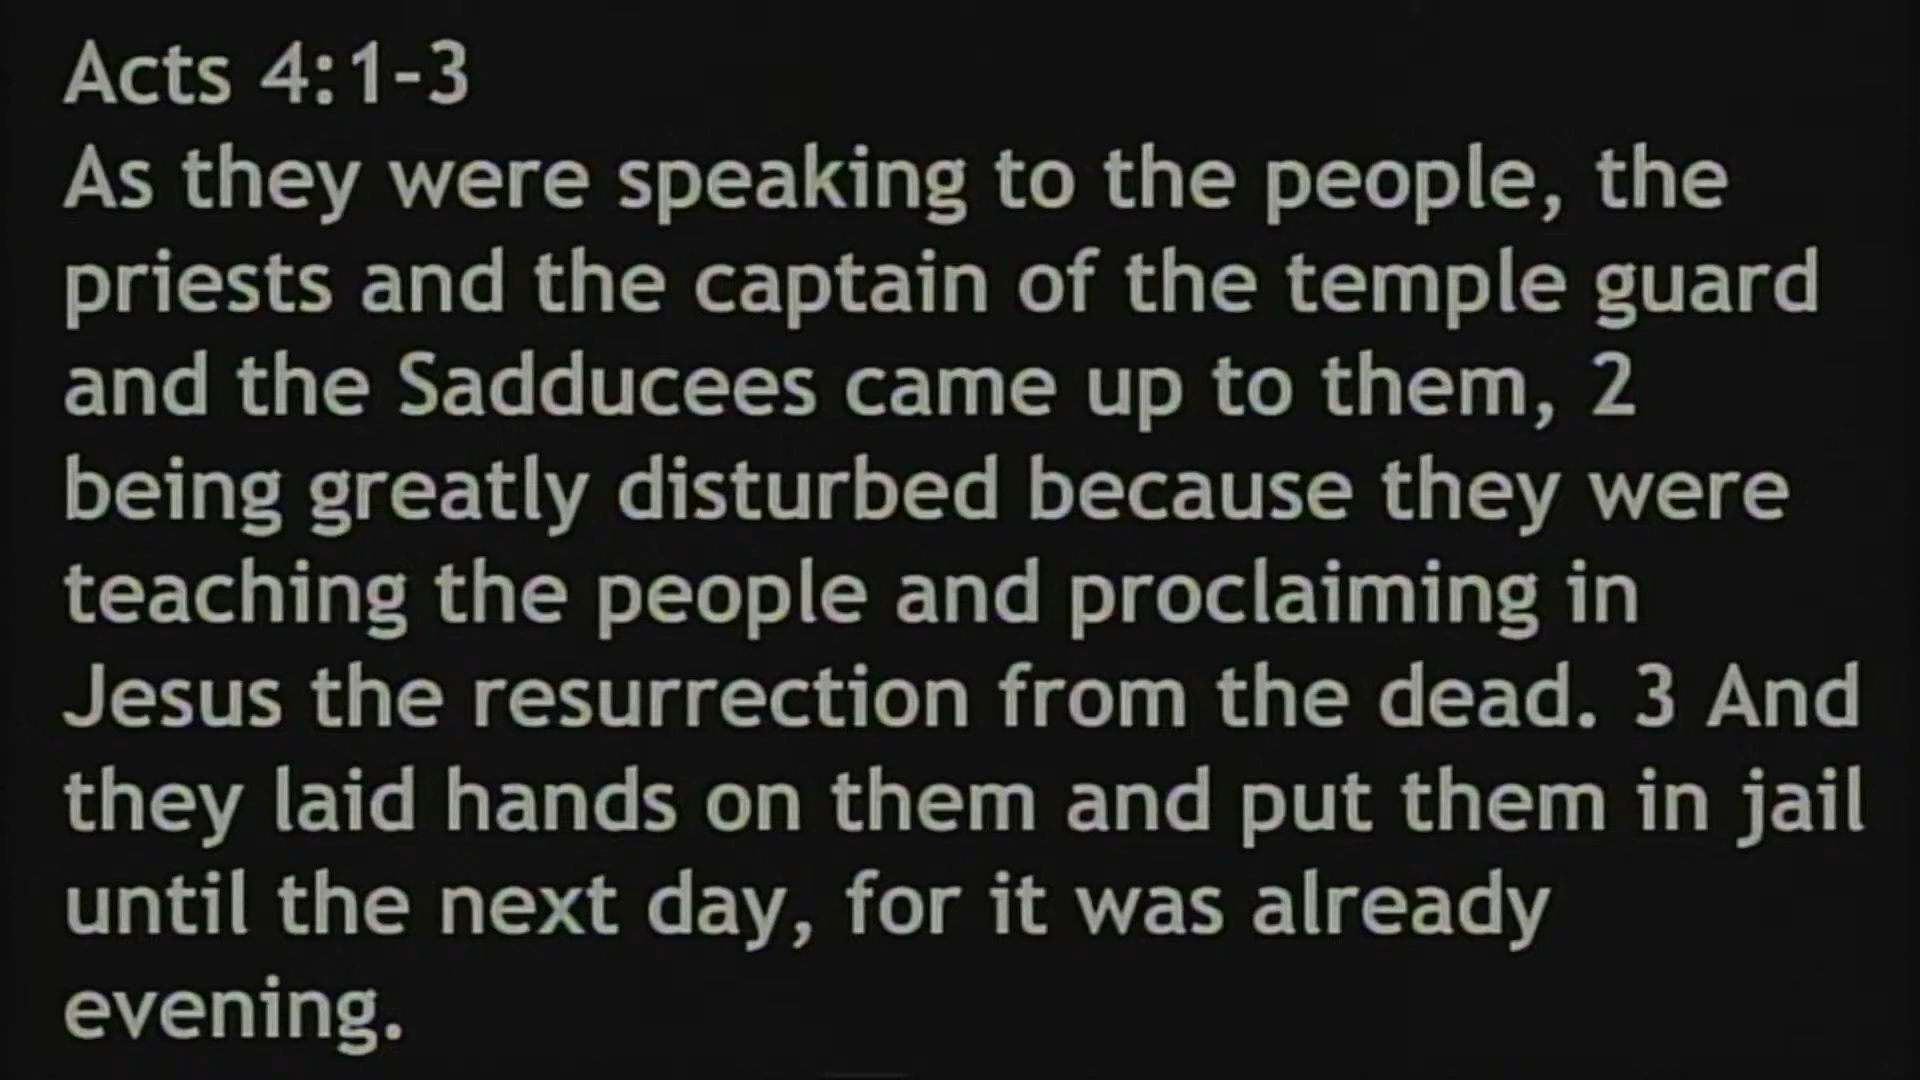 Acts 4:1-3
As they were speaking to the people, the
priests and the captain of the temple guard
and the Sadducees came up to them, 2
being greatly disturbed because they were
teaching the people and proclaiming in
Jesus the resurrection from the dead. 3 And
they laid hands on them and put them in jail
until the next day, for it was already
evening.